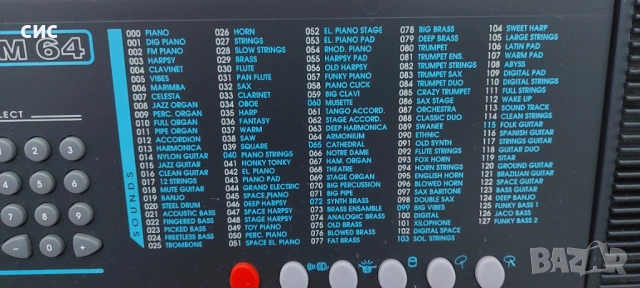 сис
M 64
SELECT
SOUNDS
000 PIANO
001 DIG PIANO
002 FM PIANO
003 HARPSY
004 CLAVINET
005 VIBES
006 MARIMBA
007 CELESTA
008 JAZZ ORGAN
009 PERC. ORGAN
010 FULL ORGAN
011 PIPE ORGAN
012 ACCORDION
013 HARMONICA
014 NYLON GUITAR
015 JAZZ GUITAR
016 CLEAN GUITAR
017 12 STRINGS
018 MUTE GUITAR
019 BANJO
020 STEEL DRUM
021 ACOUSTIC BASS
022 FINGERED BASS
023 PICKED BASS
024 FREETLESS BASS
025 TROMBONE
026 HORN
027 STRINGS
028 SLOW STRINGS
029 BRASS
030 FLUTE
031 PAN FLUTE
032 SAX
033 CLARINET
034 OBOE
035 HARP
036 FANTASY
037 WARM
038 SAW
039 SQUARE
040 PIANO STRINGS
041 HONKY TONKY
042 EL. PIANO
043 PIANO PAD
044 GRAND ELECTRIC
045 SPACE PIANO
046 DEEP HARPSY
047 SPACE HARPSY
048 STAGE HARPSY
049 TOY. PIANO
050 PERC. PIANO
051 SPACE EL. PIANO
052 EL. PIANO STAGE
053 EL. PIANO PAD
054 RHOD. PIANO
055 HARPSY PAD
056 OLD HARPSY
057 FUNKY PIANO
058 PIANO CLICK
059 BIG CLAVI
060 MUSETTE
061 TANGO ACCORD.
062 STAGE ACCORD.
063 DEEP HARMONICA
064 ARMONIUM
065 CATHEDRAL
066 NOTRE DAME
067 HAM. ORGAN
068 THEATRE
069 STAGE ORGAN
070 BIG PERCUSSION
071 BIG PIPE
072 SYNTH BRASS
073 BRASS ENSAMBLE
074 ANALOGIC BRASS
075 OLD BRASS
076 BLOWED BRASS
077 FAT BRASS
078 BIG BRASS
079 DEEP BRASS
080 TRUMPET
081 TRUMPET ENS.
082 TRUMPET STRINGS
083 TRUMPET SAX
084 TRUMPET DUO
085 CRAZY TRUMPET
086 SAX STAGE
087 ORCHESTRA
088 CLASSIC DUO
089 SWANEE
090 ETHNIC
091 OLD SYNTH
092 FLUTE STRINGS
093 FOX HORN
094 HORN STRINGS
095 ENGLISH HORN
096 BLOWED HORN
097 SAX BARITONE
098 DOUBLE SAX
099 BIG VIBES
100 DIGITAL
101 XILOPHONE
102 DIGITAL SPACE
103 SOL STRINGS
104 SWEET HARP
105 LARGE STRINGS
106 LATIN PAD
107 WARM PAD
108 ABYSS
109 DIGITAL PAD
110 DIGITAL STRINGS
111 FULL STRINGS
112 WAKE UP
113 SOUND TRACK
114 CLEAN STRINGS
115 FOLK GUITAR
116 SPANISH GUITAR
117 STRINGS GUITAR
118 GUITAR DUO
119 SITAR
120 GROUND GUITAR
121 BRAZILIAN GUITAR
122 SPACE GUITAR
123 BASS GUITAR
124 DEEP BANJO
125 FUNKY BASS 1
126 JACO BASS
127 FUNKY BASS 2
7
8
9
4
5
6
1
2
3
-
0
+
BAZAR
bg